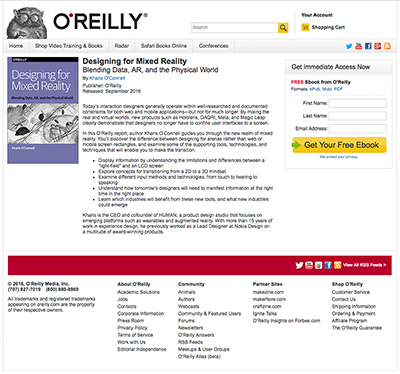 O'REILLY®
Your Account
Search
Shopping Cart
Home
Shop Video Training & Books
Radar
Safari Books Online
Conferences
O'REILLY
Designing for
Mixed Reality
Blending Data, AR, and the Physical World
Kharis O'Connell
Designing for Mixed Reality
Blending Data, AR, and the Physical World
By Kharis O'Connell
Publisher: O'Reilly
Released: September 2016
Today's interaction designers generally operate within well-researched and documented
constraints for both web and mobile applications—but not for much longer. By mixing the
real and virtual worlds, new products such as Hololens, DAQRI, Meta, and Magic Leap
clearly demonstrate that designers no longer have to confine user interfaces to a screen.
In this O'Reilly report, author Kharis O'Connell guides you through the new realm of mixed
reality. You'll discover the difference between designing for arenas rather than web or
mobile screen rectangles, and examine some of the supporting tools, technologies, and
techniques that will enable you to make the transition.
Display information by understanding the limitations and differences between a
"light-field" and an LCD screen
Explore concepts for transitioning from a 2D to a 3D mindset
Examine different input methods and technologies, from touch to hearing to
speaking
Understand how tomorrow's designers will need to manifest information at the right
time in the right place
Learn which industries will benefit from these new tools, and what new industries
could emerge
Kharis is the CEO and cofounder of HUMAN, a product design studio that focuses on
emerging platforms such as wearables and augmented reality. With more than 15 years of
work in experience design, he previously worked as a Lead Designer at Nokia Design on
a multitude of award-winning products.
Get Immediate Access Now
FREE Ebook from O'Reilly
Formats: ePub, Mobi, PDF
First Name:
Last Name:
Email:
Get Your Free Ebook
We protect your privacy.
View All RSS Feeds >
© 2016, O'Reilly Media, Inc.
(707) 827-7019 (800) 889-8969
All trademarks and registered trademarks
appearing on oreilly.com are the property
of their respective owners.
About O'Reilly
Academic Solutions
Jobs
Contacts
Corporate Information
Press Room
Privacy Policy
Terms of Service
Work with Us
Editorial Independence
Community
Animals
Authors
Webcasts
Community & Featured Users
Forums
Newsletters
O'Reilly Answers
RSS Feeds
Meetups & User Groups
O'Reilly Atlas (beta)
Partner Sites
makezine.com
makerfaire.com
craftzine.com
Ignite Talks
O'Reilly Insights on Forbes.com
Shop O'Reilly
Customer Service
Contact Us
Shipping Information
Ordering & Payment
Affiliate Program
The O'Reilly Guarantee